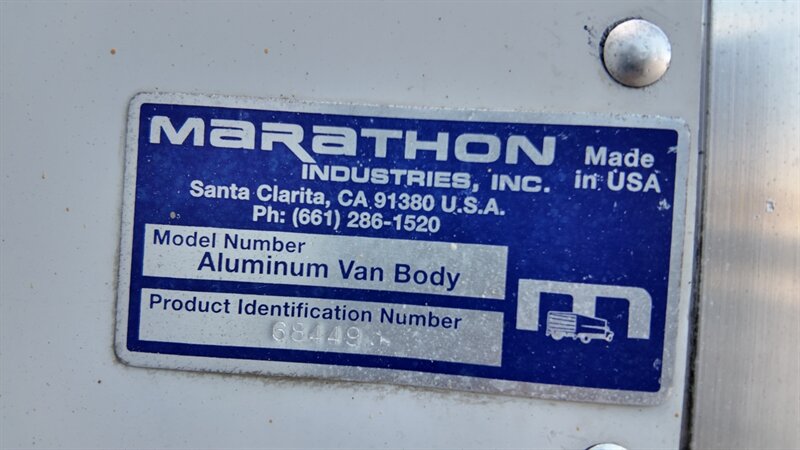 MARATHON
INDUSTRIES, INC.
Made
in USA
Santa Clarita, CA 91380 U.S.A.
Ph: (661) 286-1520
Model Number
Aluminum Van Body
Product Identification Number